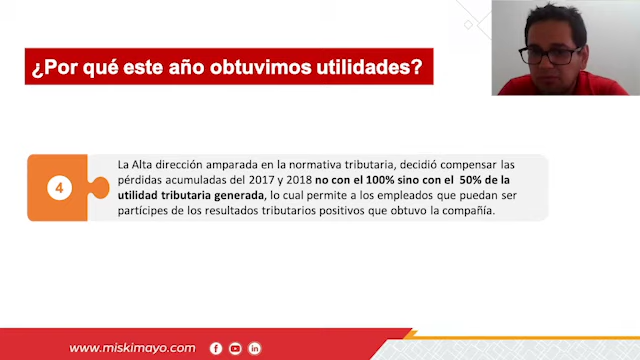 ¿Por qué este año obtuvimos utilidades?
4
La Alta dirección amparada en la normativa tributaria, decidió compensar las
pérdidas acumuladas del 2017 y 2018 no con el 100% sino con el 50% de la
utilidad tributaria generada, lo cual permite a los empleados que puedan ser
partícipes de los resultados tributarios positivos que obtuvo la compañía.
www.miskimayo.com